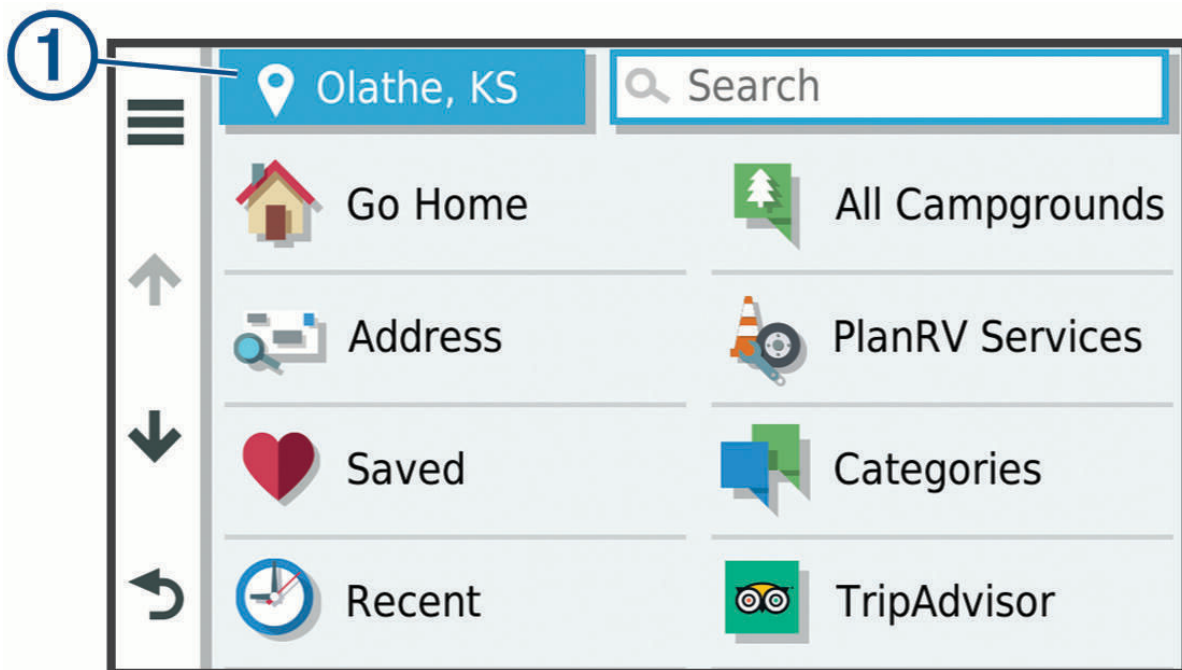 1
Olathe, KS
Search
Go Home
All Campgrounds
Address
PlanRV Services
Saved
Categories
Recent
TripAdvisor